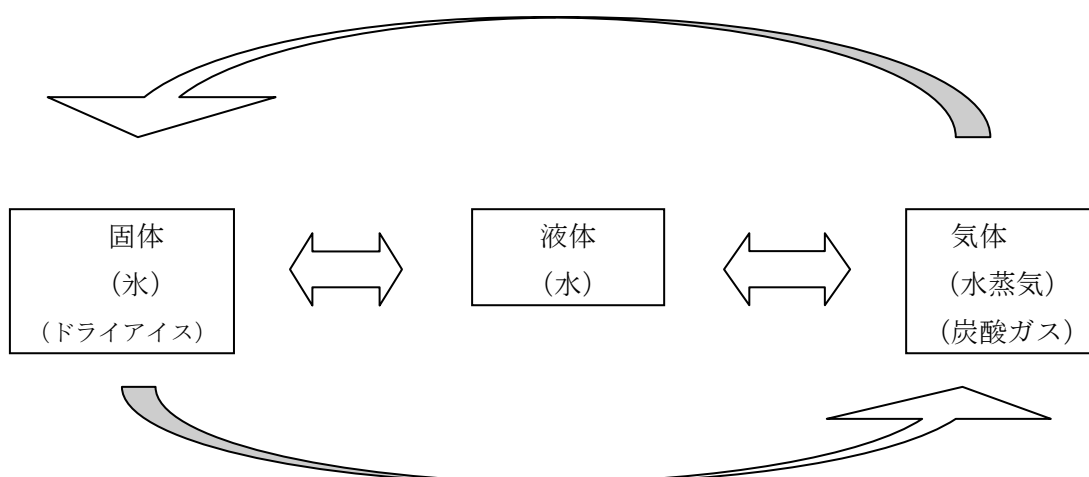 固体
（氷）
（ドライアイス）
液体
（水）
気体
（水蒸気）
（炭酸ガス）